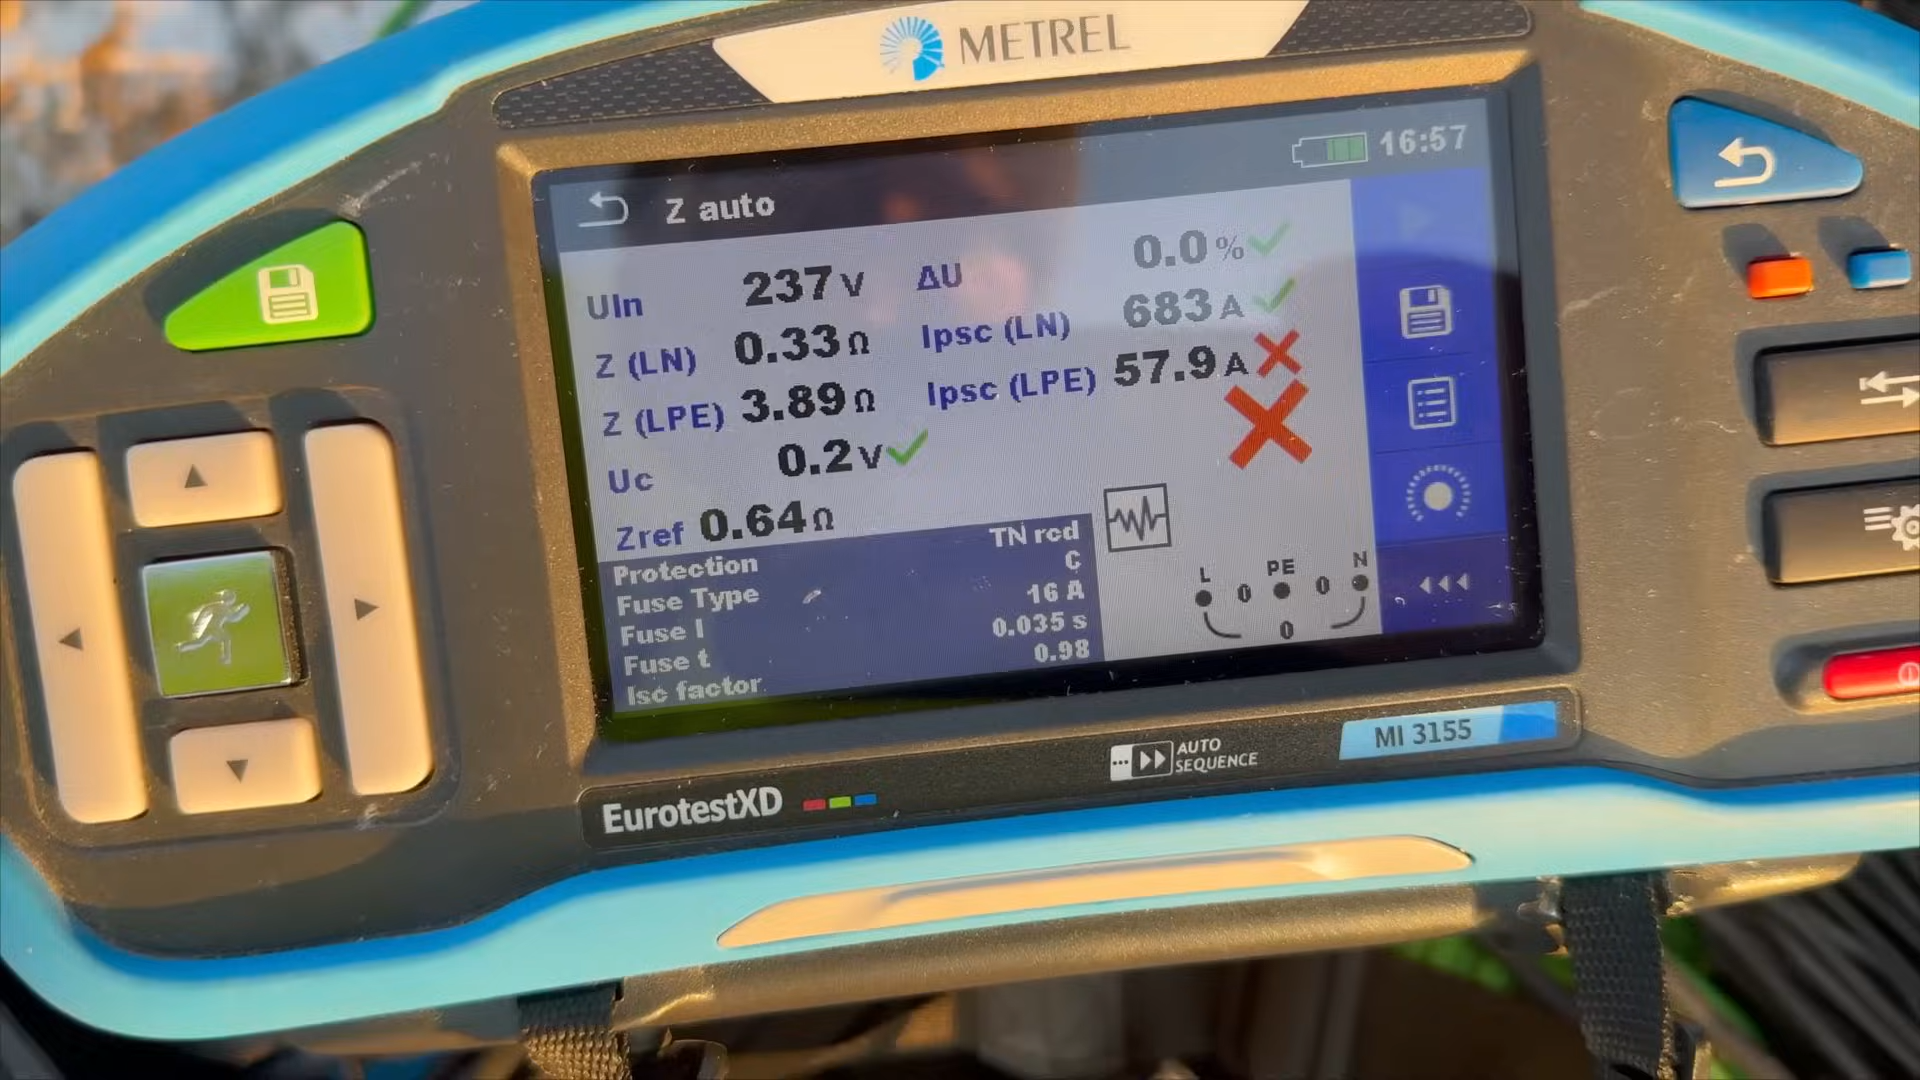 METREL
16:57
Z auto
Uln 237 V ΔU 0.0 %
Z (LN) 0.33 Ω Ipsc (LN) 683 A
Z (LPE) 3.89 Ω Ipsc (LPE) 57.9 A
Uc 0.2 V
Zref 0.64 Ω
Protection TN rcd
Fuse Type C
Fuse I 16 A
Fuse t 0.035 s
Isc factor 0.98
L PE N
0 0
0
AUTO
SEQUENCE
MI 3155
EurotestXD